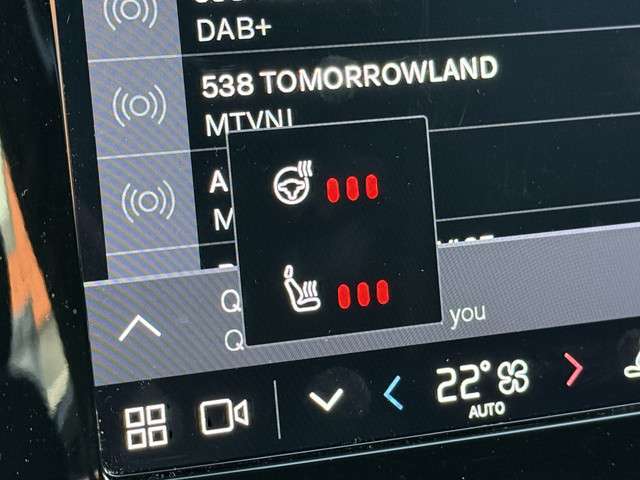 DAB+
538 TOMORROWLAND
MTVNL
A
M
Q
Q
you
22°
AUTO